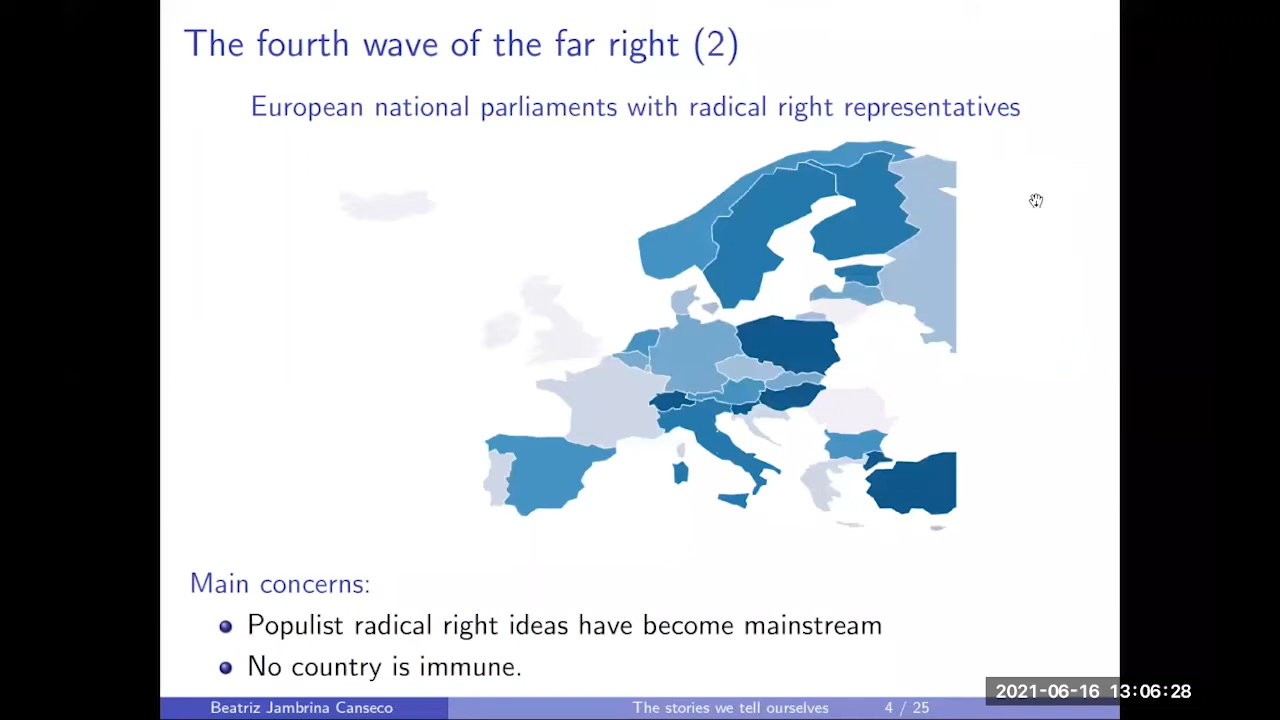 The fourth wave of the far right (2)
European national parliaments with radical right representatives
Main concerns:
Populist radical right ideas have become mainstream
No country is immune.
Beatriz Jambrina Canseco The stories we tell ourselves 4 / 25
2021-06-16 13:06:28